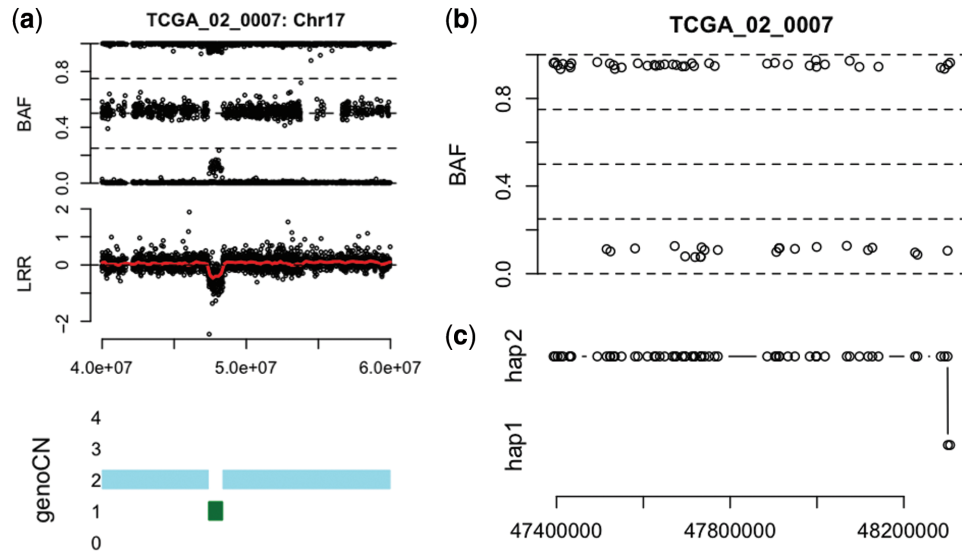 (a)
TCGA_02_0007: Chr17
BAF
0.8
0.4
0.0
LRR
2
1
0
−2
4.0e+07 5.0e+07 6.0e+07
genoCN
4
3
2
1
0
(b)
TCGA_02_0007
BAF
0.8
0.4
0.0
(c)
hap2
hap1
47400000 47800000 48200000